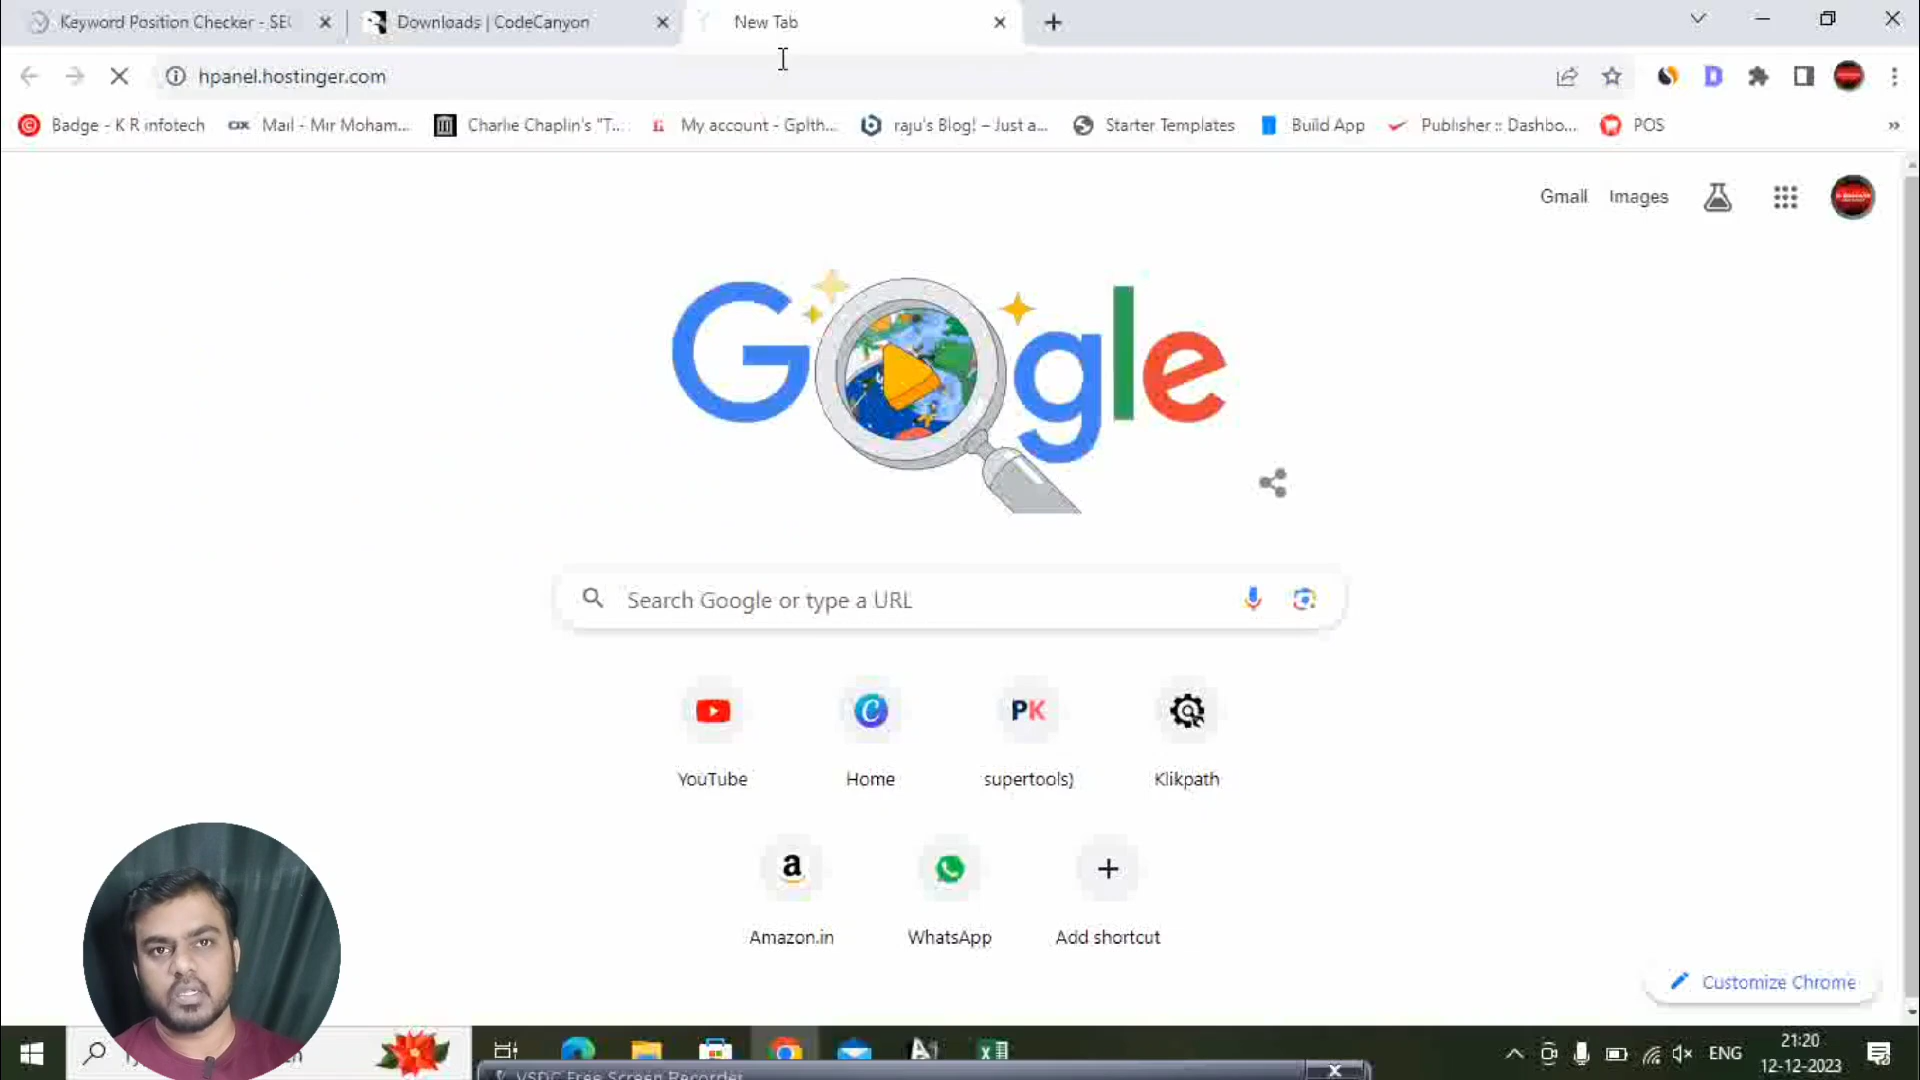 Keyword Position Checker - SEO
Downloads | CodeCanyon
New Tab
hpanel.hostinger.com
Badge - K R infotech
Mail - Mir Moham...
Charlie Chaplin's "T...
My account - Gplth...
raju's Blog! – Just a...
Starter Templates
Build App
Publisher :: Dashbo...
POS
»
Gmail
Images
Google
Search Google or type a URL
YouTube
Home
PK
supertools)
Klikpath
Amazon.in
WhatsApp
Add shortcut
Customize Chrome
VSDC Free Screen Recorder
ENG
21:20
12-12-2023